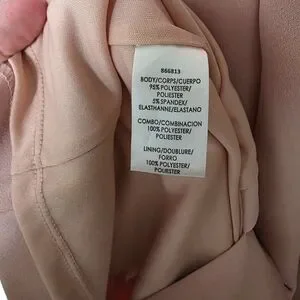 866813
BODY/CORPS/CUERPO
95% POLYESTER/
POLIESTER
5% SPANDEX/
ELASTHANNE/ELASTANO
COMBO/COMBINACION
100% POLYESTER/
POLIESTER
LINING/DOUBLURE/
FORRO
100% POLYESTER/
POLIESTER